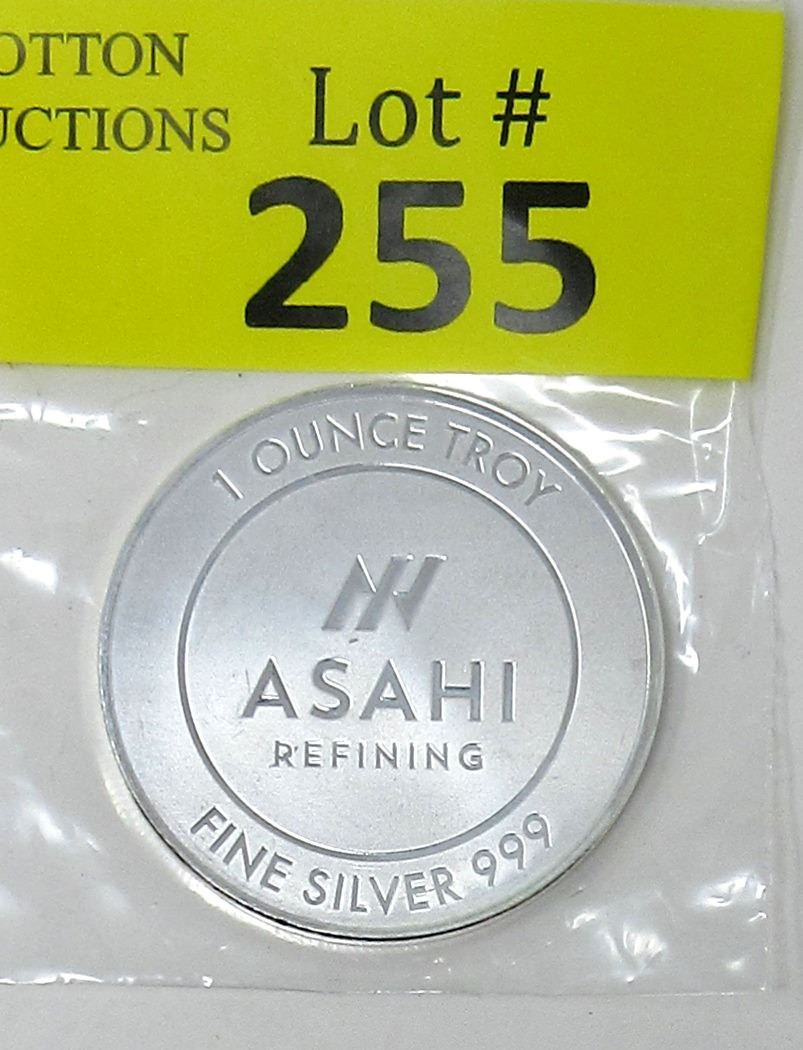 OTTON
UCTIONS
Lot #
255
1 OUNCE TROY
ASAHI
REFINING
FINE SILVER 999